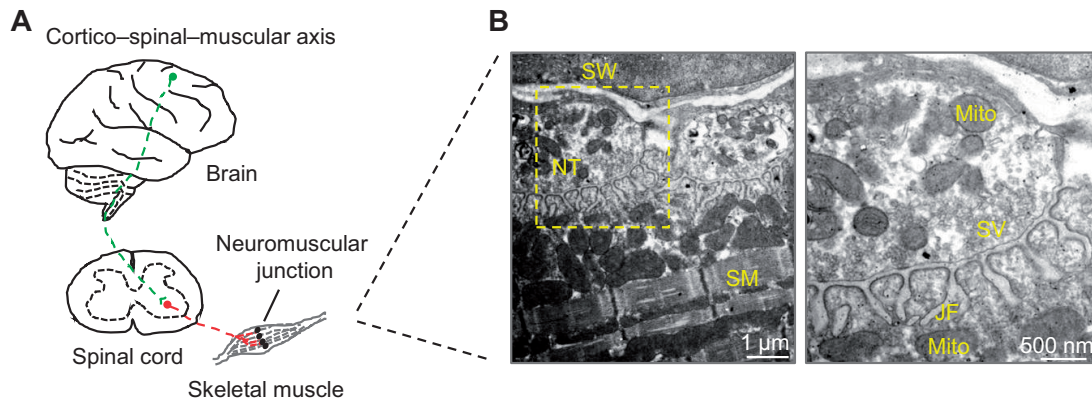 A
Cortico–spinal–muscular axis
Brain
Neuromuscular
junction
Spinal cord
Skeletal muscle
B
SW
NT
SM
1 µm
Mito
SV
JF
Mito
500 nm